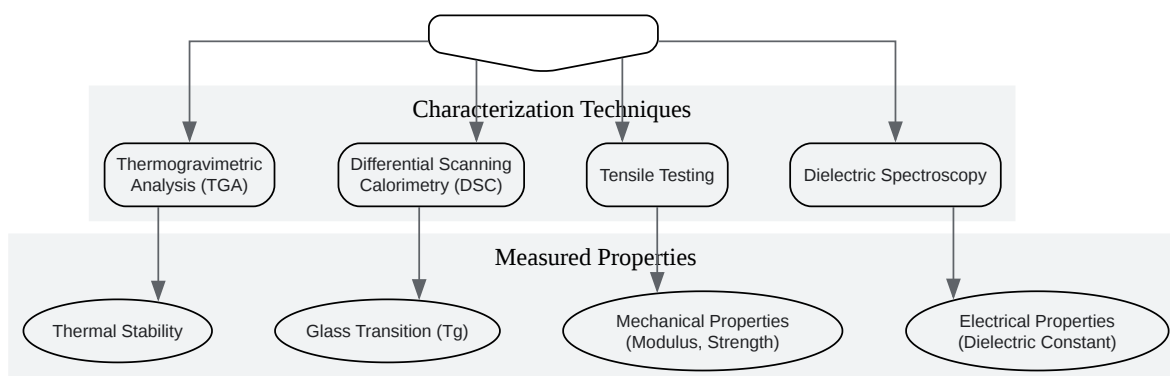 Characterization Techniques
Thermogravimetric
Analysis (TGA)
Differential Scanning
Calorimetry (DSC)
Tensile Testing
Dielectric Spectroscopy
Measured Properties
Thermal Stability
Glass Transition (Tg)
Mechanical Properties
(Modulus, Strength)
Electrical Properties
(Dielectric Constant)